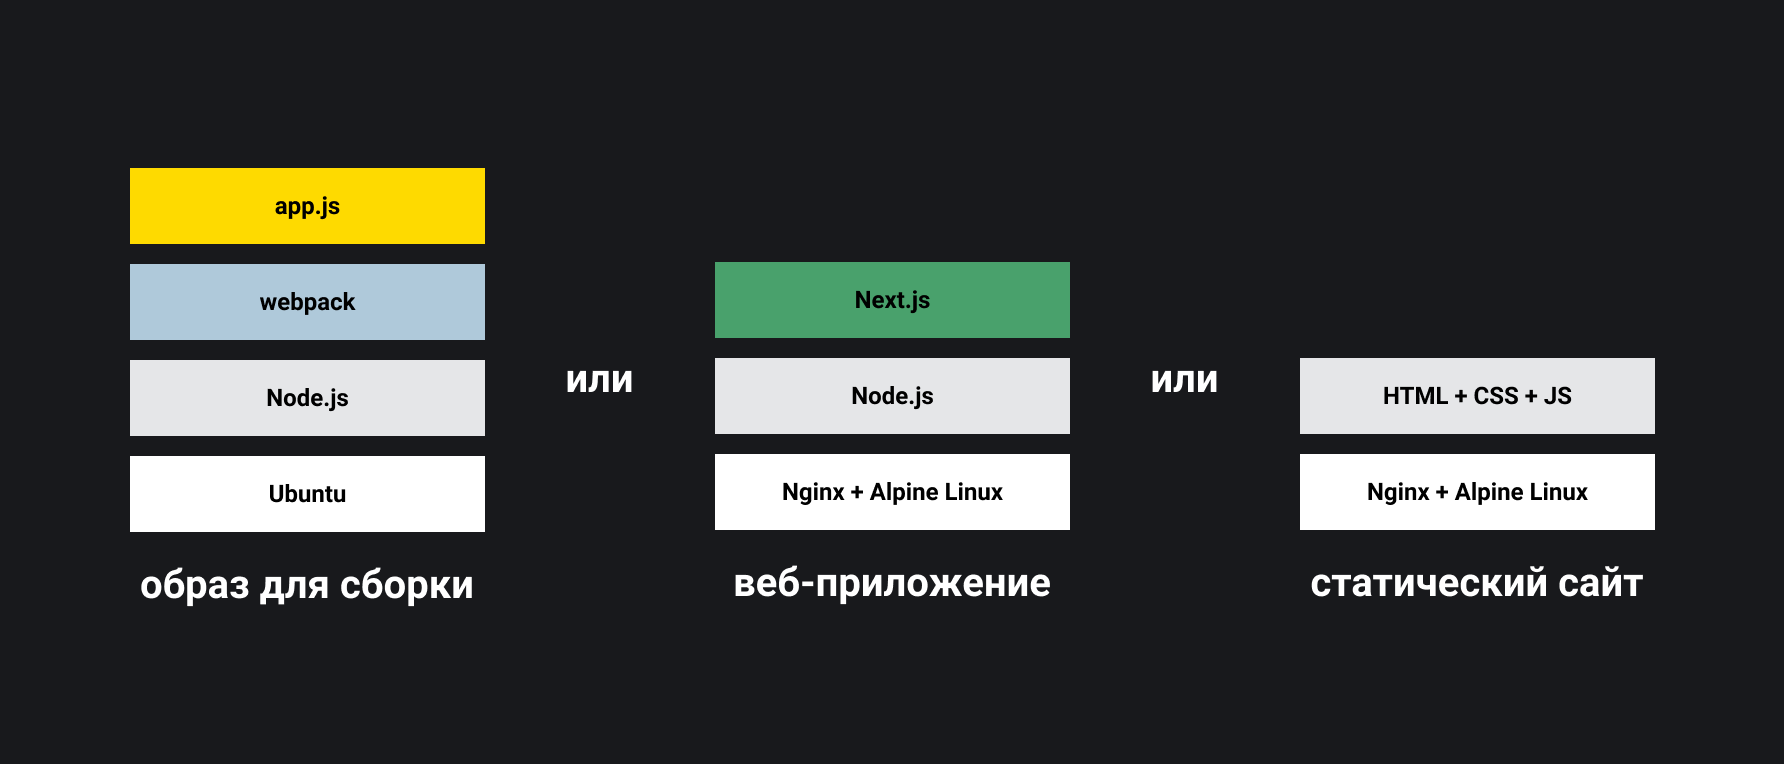 app.js
webpack
Node.js
Ubuntu
образ для сборки
или
Next.js
Node.js
Nginx + Alpine Linux
веб-приложение
или
HTML + CSS + JS
Nginx + Alpine Linux
статический сайт